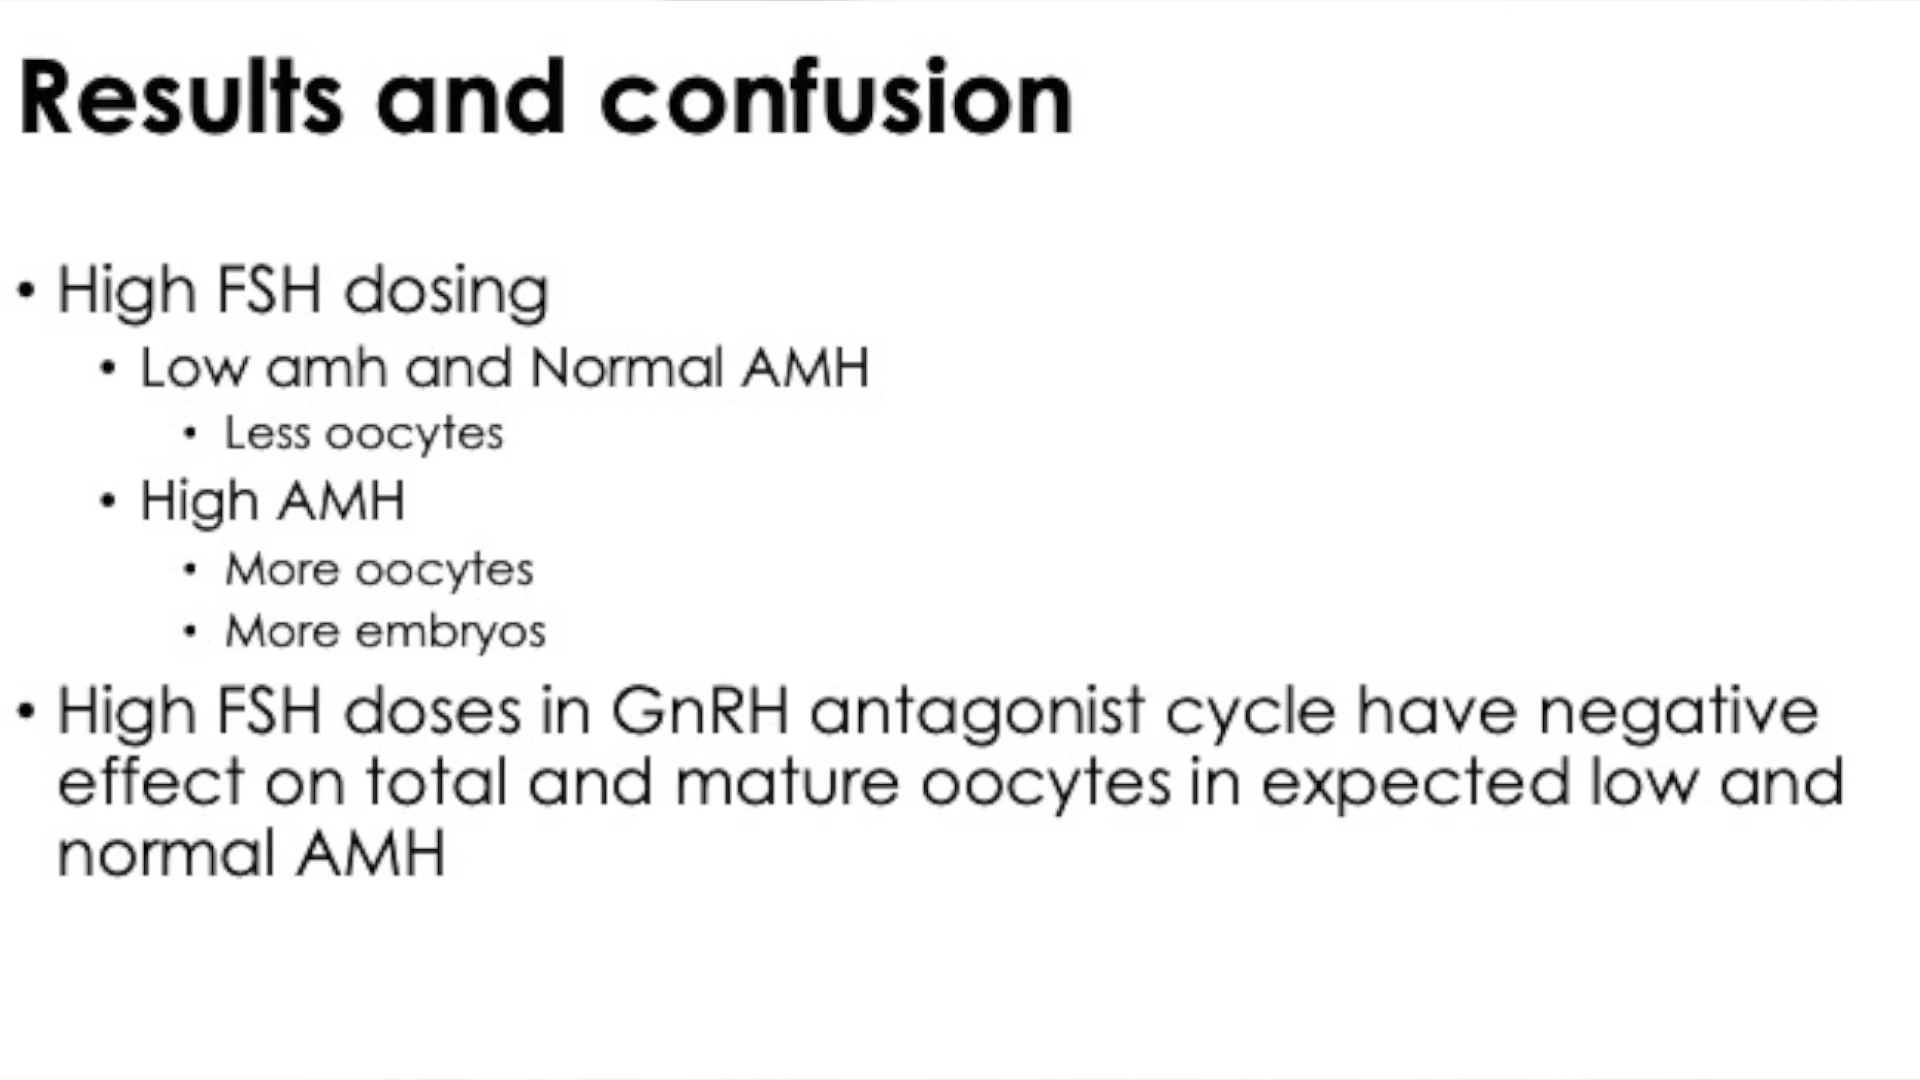 Results and confusion
• High FSH dosing
• Low amh and Normal AMH
• Less oocytes
• High AMH
• More oocytes
• More embryos
• High FSH doses in GnRH antagonist cycle have negative
effect on total and mature oocytes in expected low and
normal AMH